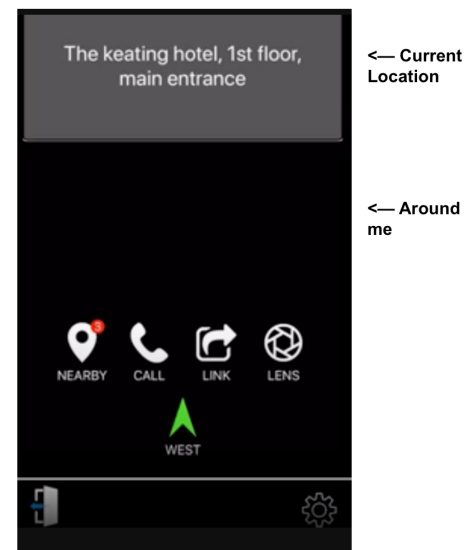 The keating hotel, 1st floor,
main entrance
<— Current
Location
<— Around
me
3
NEARBY
CALL
LINK
LENS
WEST